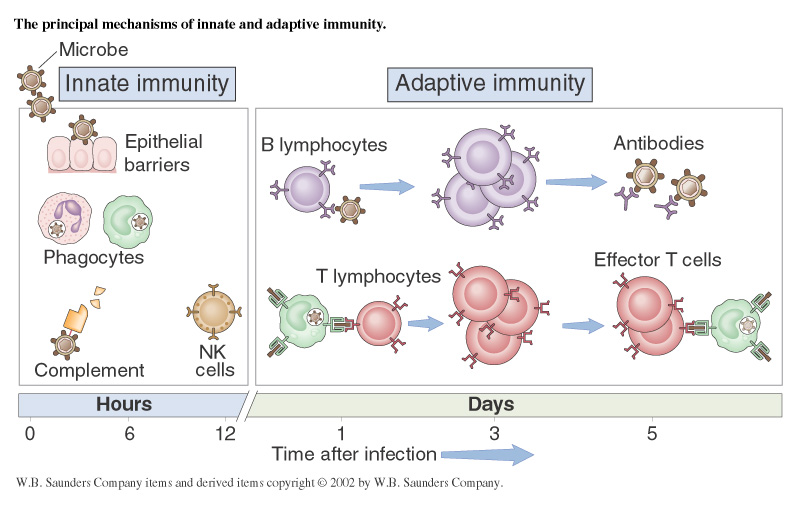 The principal mechanisms of innate and adaptive immunity.
Microbe
Innate immunity
Adaptive immunity
Epithelial
barriers
Phagocytes
Complement
NK
cells
B lymphocytes
Antibodies
T lymphocytes
Effector T cells
Hours
Days
0
6
12
1
3
5
Time after infection
W.B. Saunders Company items and derived items copyright © 2002 by W.B. Saunders Company.